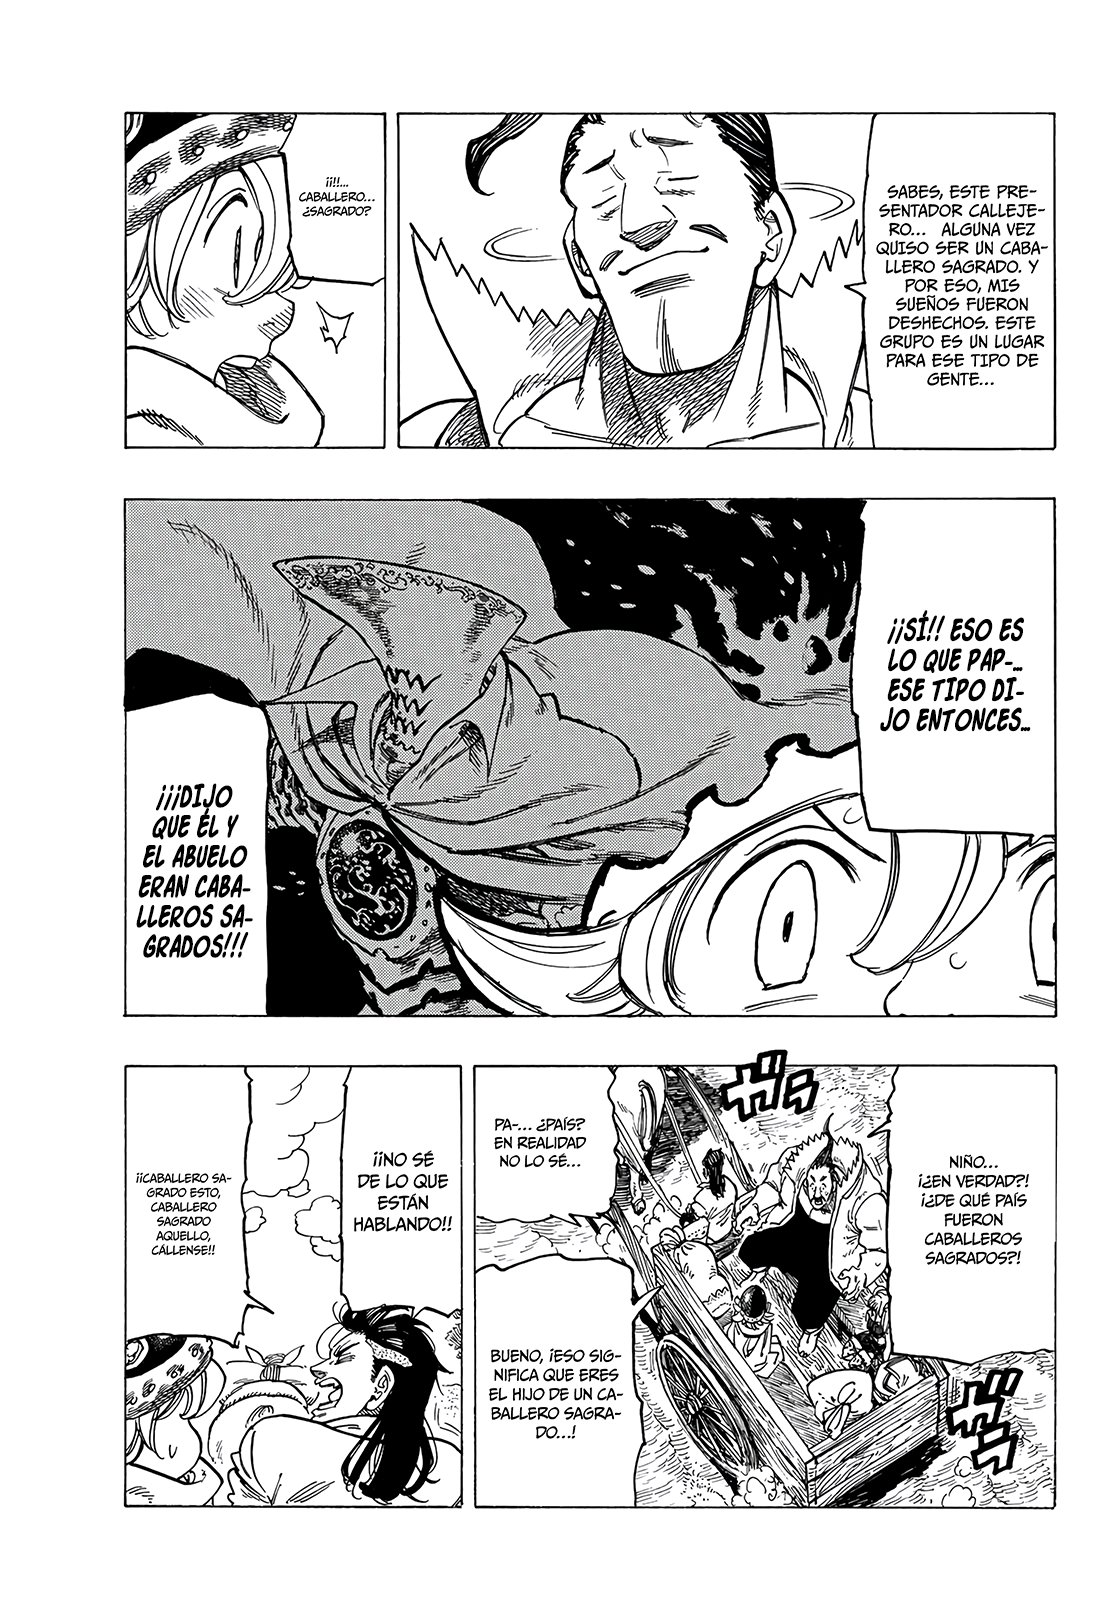 SABES, ESTE PRE-
SENTADOR CALLEJE-
RO... ALGUNA VEZ
QUISO SER UN CABA-
LLERO SAGRADO. Y
POR ESO, MIS
SUEÑOS FUERON
DESHECHOS. ESTE
GRUPO ES UN LUGAR
PARA ESE TIPO DE
GENTE...
¡¡!!...
CABALLERO...
¿SAGRADO?
¡¡SÍ!! ESO ES
LO QUE PAP-...
ESE TIPO DI-
JO ENTONCES...
¡¡¡DIJO
QUE ÉL Y
EL ABUELO
ERAN CABA-
LLEROS SA-
GRADOS!!!
ガラ
ガラ
NIÑO...
¡¿EN VERDAD?!
¡¿DE QUÉ PAÍS
FUERON
CABALLEROS
SAGRADOS?!
PA-... ¿PAÍS?
EN REALIDAD
NO LO SÉ...
BUENO, ¡ESO SIG-
NIFICA QUE ERES
EL HIJO DE UN CA-
BALLERO SAGRA-
DO...!
¡¡NO SÉ
DE LO QUE
ESTÁN
HABLANDO!!
¡¡CABALLERO SA-
GRADO ESTO,
CABALLERO
SAGRADO
AQUELLO,
CÁLLENSE!!